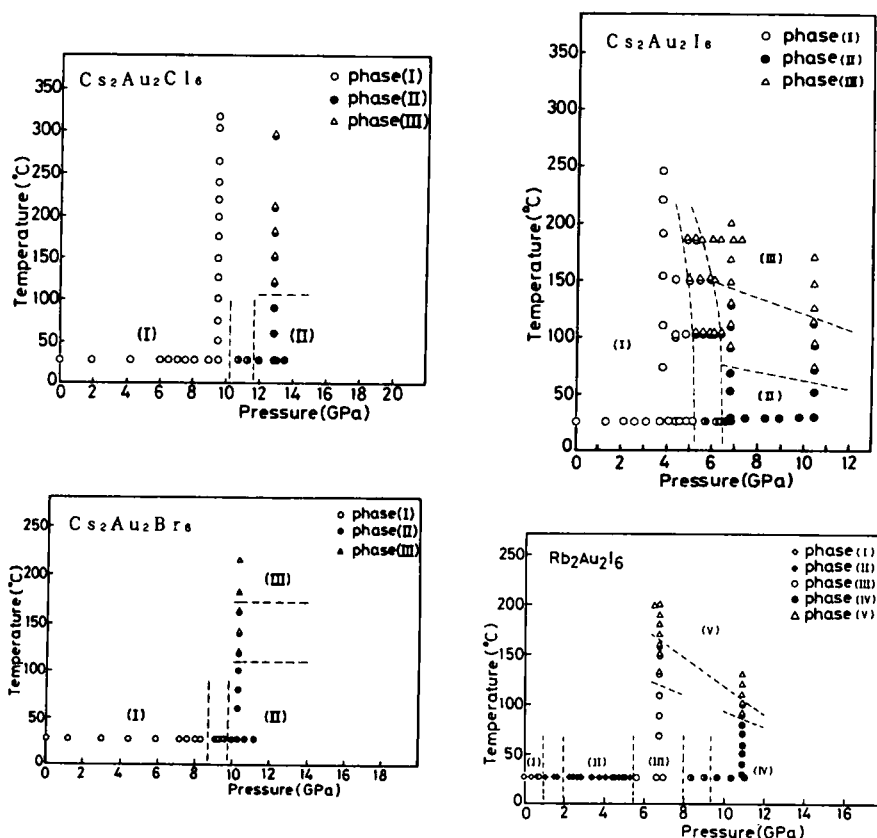 Cs₂Au₂Cl₆
○ phase(I)
● phase(II)
△ phase(III)
350
300
250
200
150
100
50
0
Temperature(°C)
(I)
(II)
0 2 4 6 8 10 12 14 16 18 20
Pressure(GPa)
Cs₂Au₂I₆
○ phase(I)
● phase(II)
△ phase(III)
350
300
250
200
150
100
50
0
Temperature(°C)
(I)
(III)
(II)
0 2 4 6 8 10 12
Pressure(GPa)
Cs₂Au₂Br₆
○ phase(I)
● phase(II)
▲ phase(III)
250
200
150
100
50
0
Temperature(°C)
(III)
(I)
(II)
0 2 4 6 8 10 12 14 16 18
Pressure(GPa)
Rb₂Au₂I₆
◇ phase(I)
◆ phase(II)
○ phase(III)
● phase(IV)
△ phase(V)
250
200
150
100
50
0
Temperature(°C)
(V)
(I)
(II)
(III)
(IV)
0 2 4 6 8 10 12 14 16
Pressure(GPa)